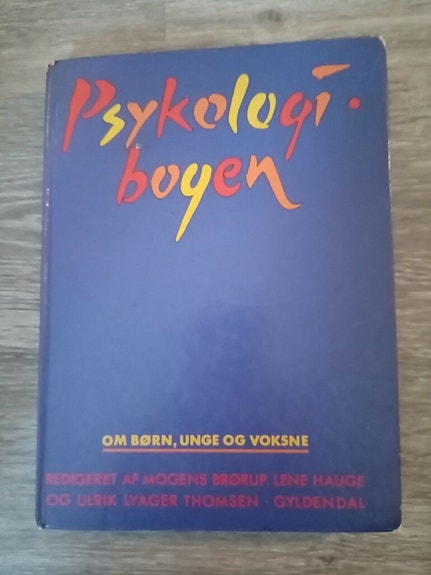 Psykologi-
bogen
OM BØRN, UNGE OG VOKSNE
REDIGERET AF MOGENS BRØRUP, LENE HAUGE
OG ULRIK LYAGER THOMSEN · GYLDENDAL